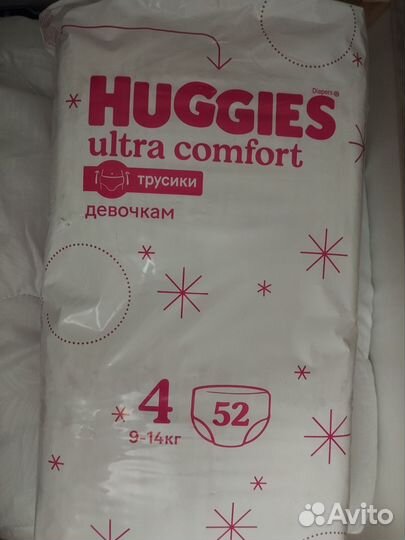 Diapers
HUGGIES
ultra comfort
трусики
девочкам
4
52
9-14кг
Avito